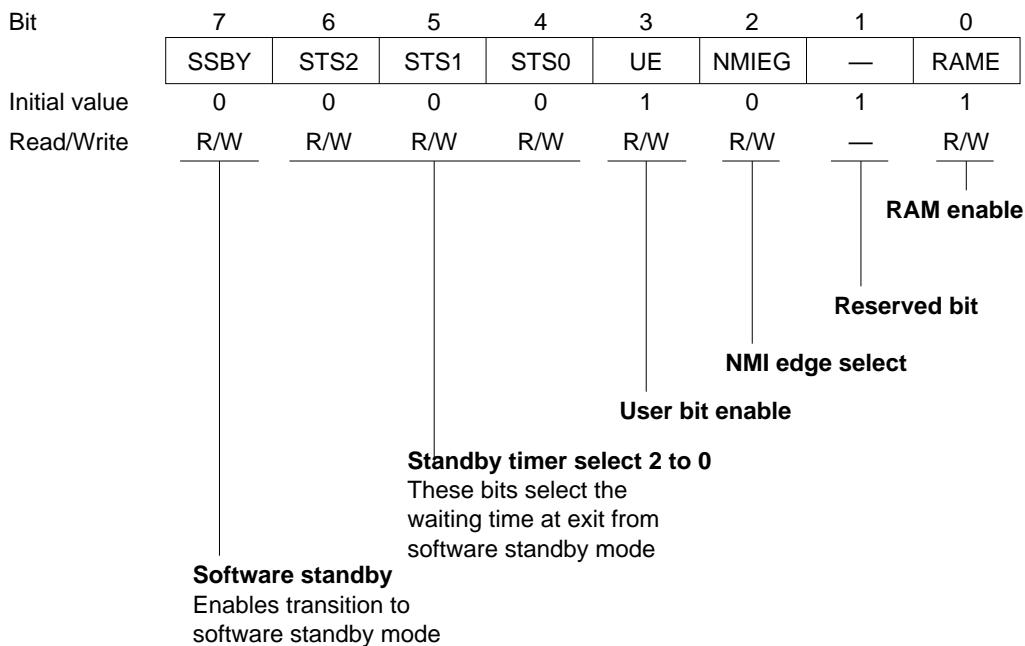 Bit 7 6 5 4 3 2 1 0
SSBY STS2 STS1 STS0 UE NMIEG — RAME
Initial value 0 0 0 0 1 0 1 1
Read/Write R/W R/W R/W R/W R/W R/W — R/W
RAM enable
Reserved bit
NMI edge select
User bit enable
Standby timer select 2 to 0
These bits select the
waiting time at exit from
software standby mode
Software standby
Enables transition to
software standby mode